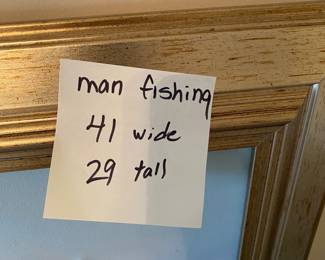 man fishing
41 wide
29 tall